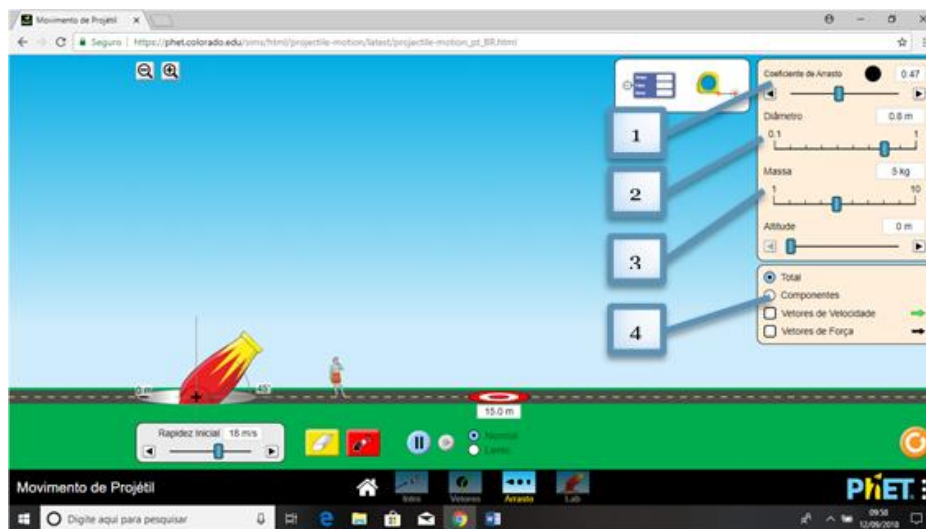 Movimento de Projétil
Seguro | https://phet.colorado.edu/sims/html/projectile-motion/latest/projectile-motion_pt_BR.html
Coeficiente de Arrasto 0.47
1
Diâmetro 0.8 m
0.1 1
2
Massa 5 kg
1 10
3
Altitude 0 m
Total
Componentes
Vetores de Velocidade
Vetores de Força
4
0 m
45°
15.0 m
Rapidez Inicial 18 m/s
Normal
Lento
Movimento de Projétil
Intro
Vetores
Arrasto
Lab
PhET
Digite aqui para pesquisar
09:58
12/09/2018